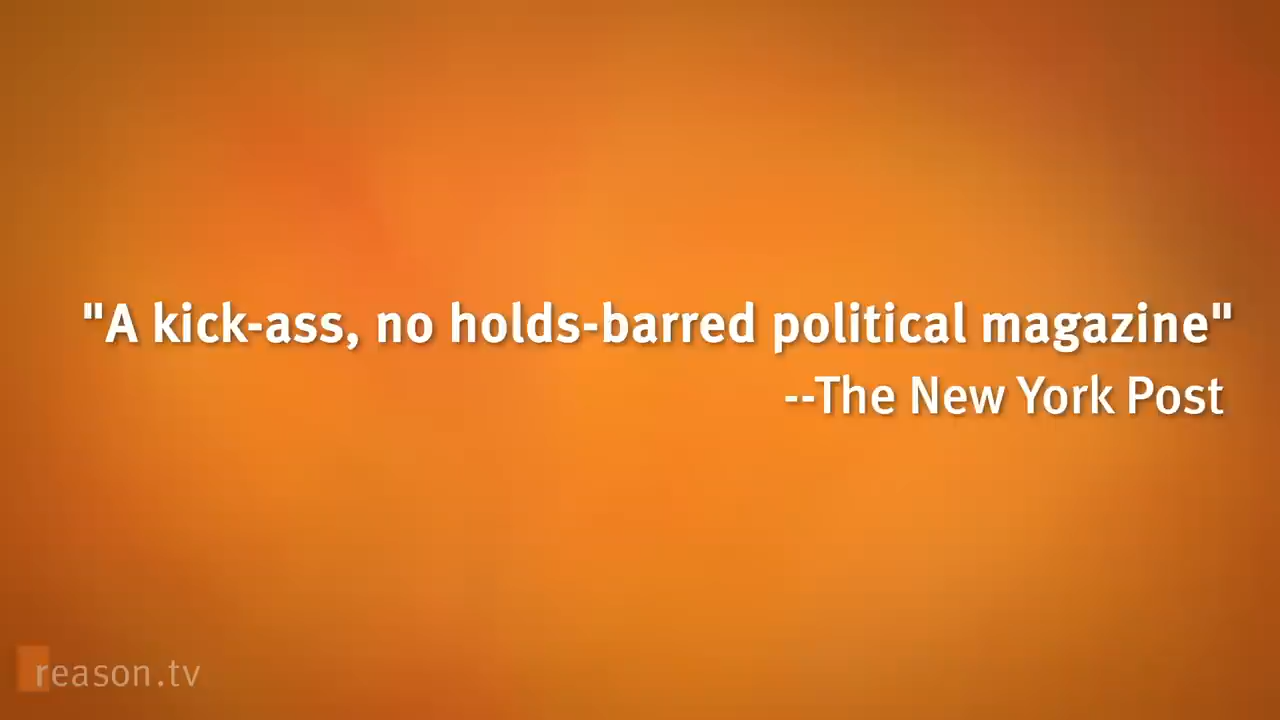 "A kick-ass, no holds-barred political magazine"
--The New York Post
reason.tv